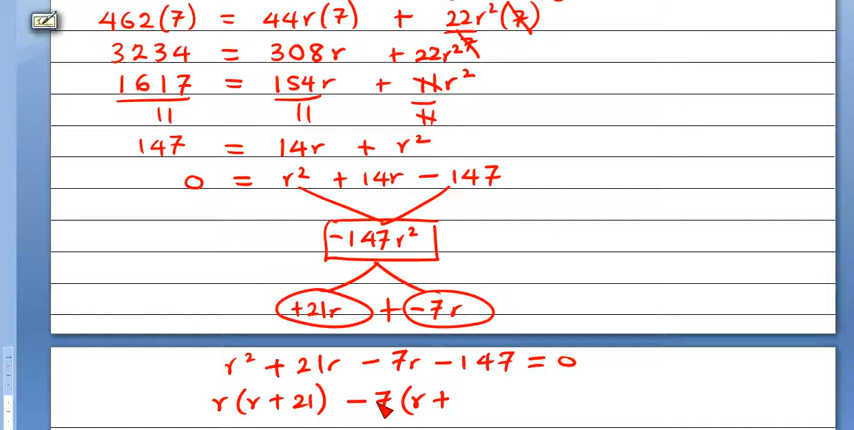 462(7) = 44r(7) + 22r²(7)
3234 = 308r + 22r²
1617 = 154r + 11r²
11 11 11
147 = 14r + r²
0 = r² + 14r - 147
-147r²
+21r + -7r
r² + 21r - 7r - 147 = 0
r(r + 21) - 7(r +